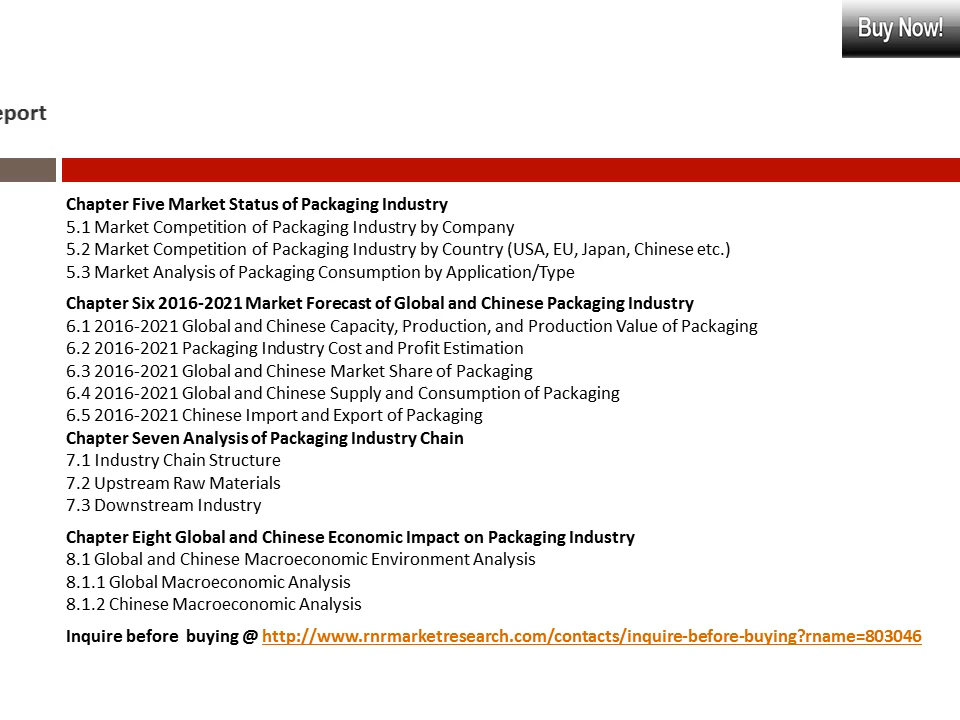 Buy Now!
eport
Chapter Five Market Status of Packaging Industry
5.1 Market Competition of Packaging Industry by Company
5.2 Market Competition of Packaging Industry by Country (USA, EU, Japan, Chinese etc.)
5.3 Market Analysis of Packaging Consumption by Application/Type
Chapter Six 2016-2021 Market Forecast of Global and Chinese Packaging Industry
6.1 2016-2021 Global and Chinese Capacity, Production, and Production Value of Packaging
6.2 2016-2021 Packaging Industry Cost and Profit Estimation
6.3 2016-2021 Global and Chinese Market Share of Packaging
6.4 2016-2021 Global and Chinese Supply and Consumption of Packaging
6.5 2016-2021 Chinese Import and Export of Packaging
Chapter Seven Analysis of Packaging Industry Chain
7.1 Industry Chain Structure
7.2 Upstream Raw Materials
7.3 Downstream Industry
Chapter Eight Global and Chinese Economic Impact on Packaging Industry
8.1 Global and Chinese Macroeconomic Environment Analysis
8.1.1 Global Macroeconomic Analysis
8.1.2 Chinese Macroeconomic Analysis
Inquire before buying @ http://www.rnrmarketresearch.com/contacts/inquire-before-buying?rname=803046